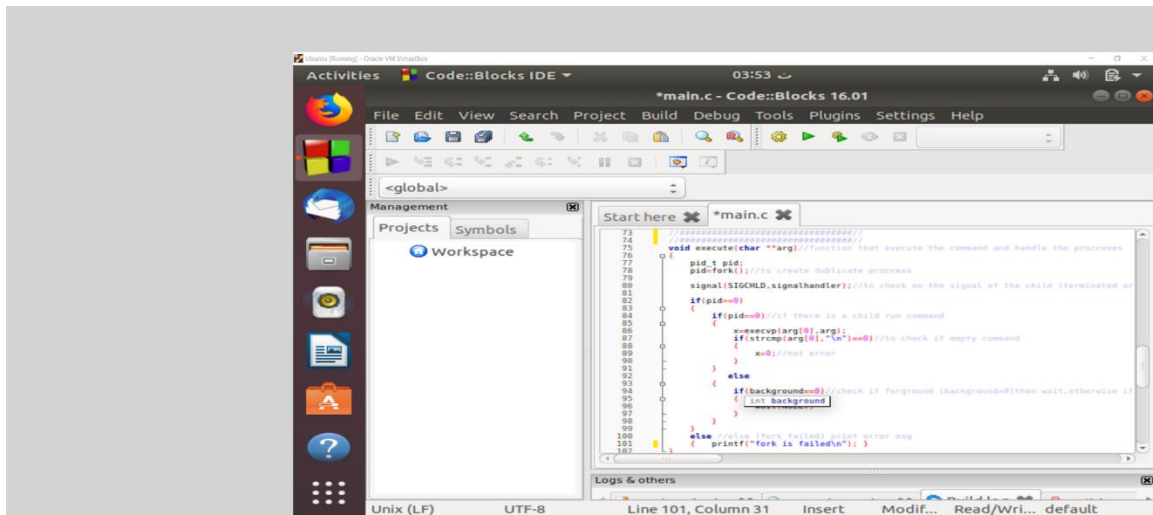 Ubuntu [Running] - Oracle VM VirtualBox
Activities Code::Blocks IDE 03:53 ت
*main.c - Code::Blocks 16.01
File Edit View Search Project Build Debug Tools Plugins Settings Help
<global>
Management
Projects Symbols
Workspace
Start here *main.c
73 //################################//
74 //################################//
75 void execute(char **arg)//function that execute the command and handle the proccreses
76 {
77 pid_t pid;
78 pid=fork();//to create dublicate proccess
79
80 signal(SIGCHLD,signalhandler);//to check on the signal of the child (terminated or
81
82 if(pid>=0)
83 {
84 if(pid==0)//if there is a child run command
85 {
86 x=execvp(arg[0],arg);
87 if(strcmp(arg[0],"\n")==0)//to check if empty command
88 {
89 x=0;//not error
90 }
91 }
92 else
93 {
94 if(background==0)//check if forground (background=0)then wait,otherwise if
95 {
int background
96
97 }
98 }
99 }
100 else //else (fork failed) print error msg
101 { printf("fork is failed\n"); }
102 }
Logs & others
Unix (LF) UTF-8 Line 101, Column 31 Insert Modif... Read/Wri... default